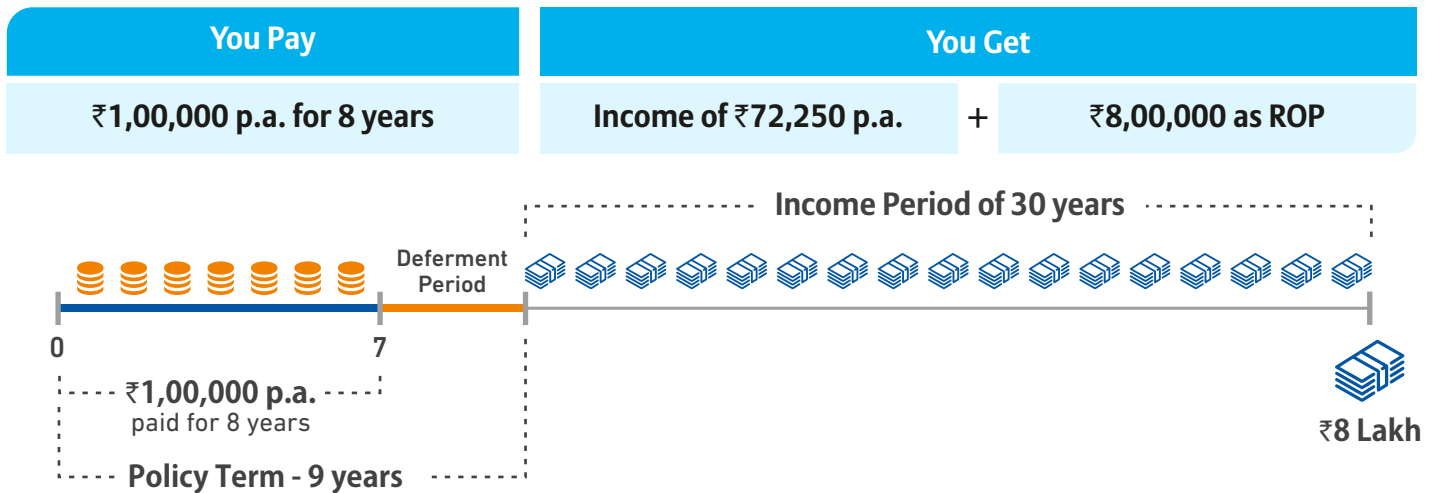 You Pay
You Get
₹1,00,000 p.a. for 8 years
Income of ₹72,250 p.a. + ₹8,00,000 as ROP
Income Period of 30 years
Deferment
Period
0
7
₹1,00,000 p.a.
paid for 8 years
₹8 Lakh
Policy Term - 9 years